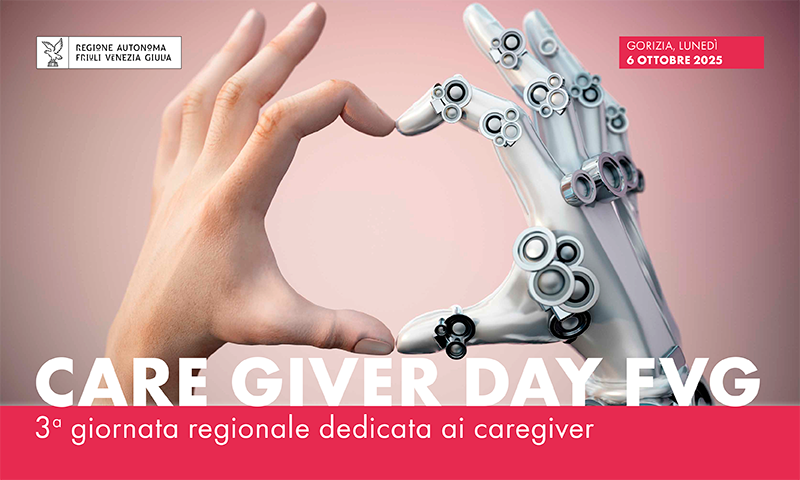 REGIONE AUTONOMA
FRIULI VENEZIA GIULIA
GORIZIA, LUNEDÌ
6 OTTOBRE 2025
CARE GIVER DAY FVG
3ª giornata regionale dedicata ai caregiver